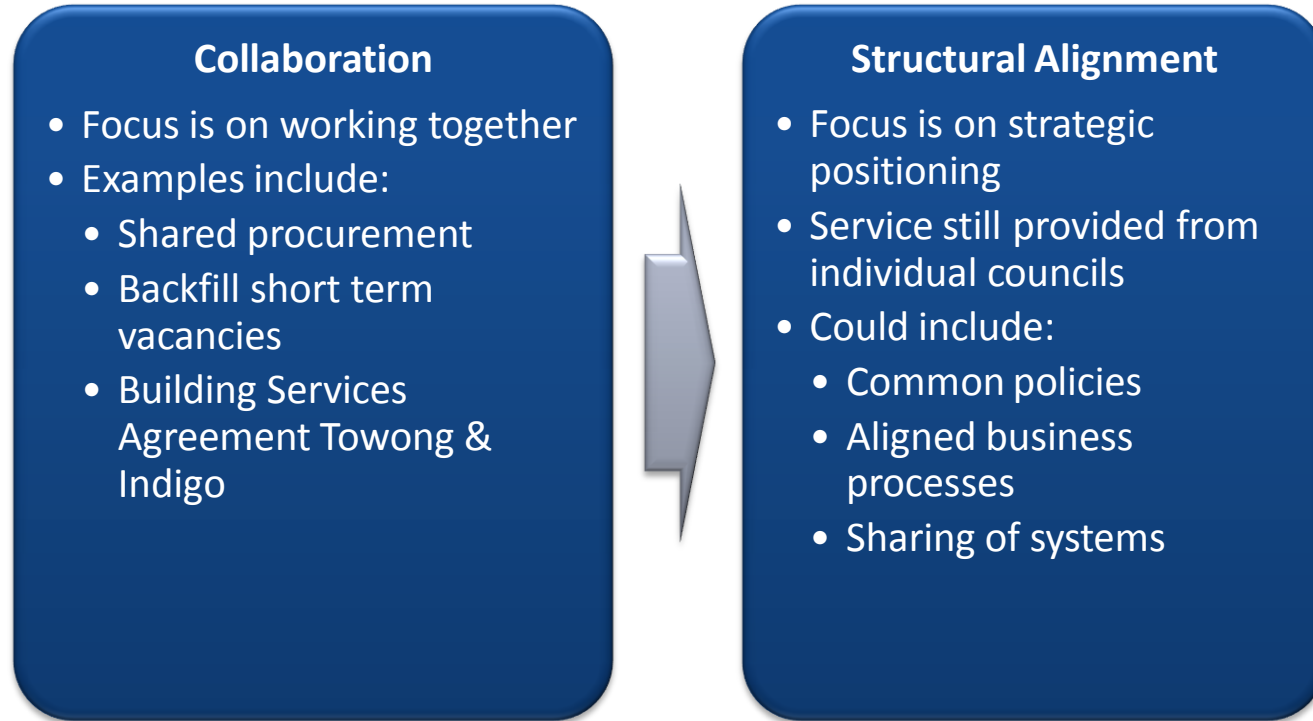 Collaboration
• Focus is on working together
• Examples include:
• Shared procurement
• Backfill short term
vacancies
• Building Services
Agreement Towong &
Indigo
Structural Alignment
• Focus is on strategic
positioning
• Service still provided from
individual councils
• Could include:
• Common policies
• Aligned business
processes
• Sharing of systems